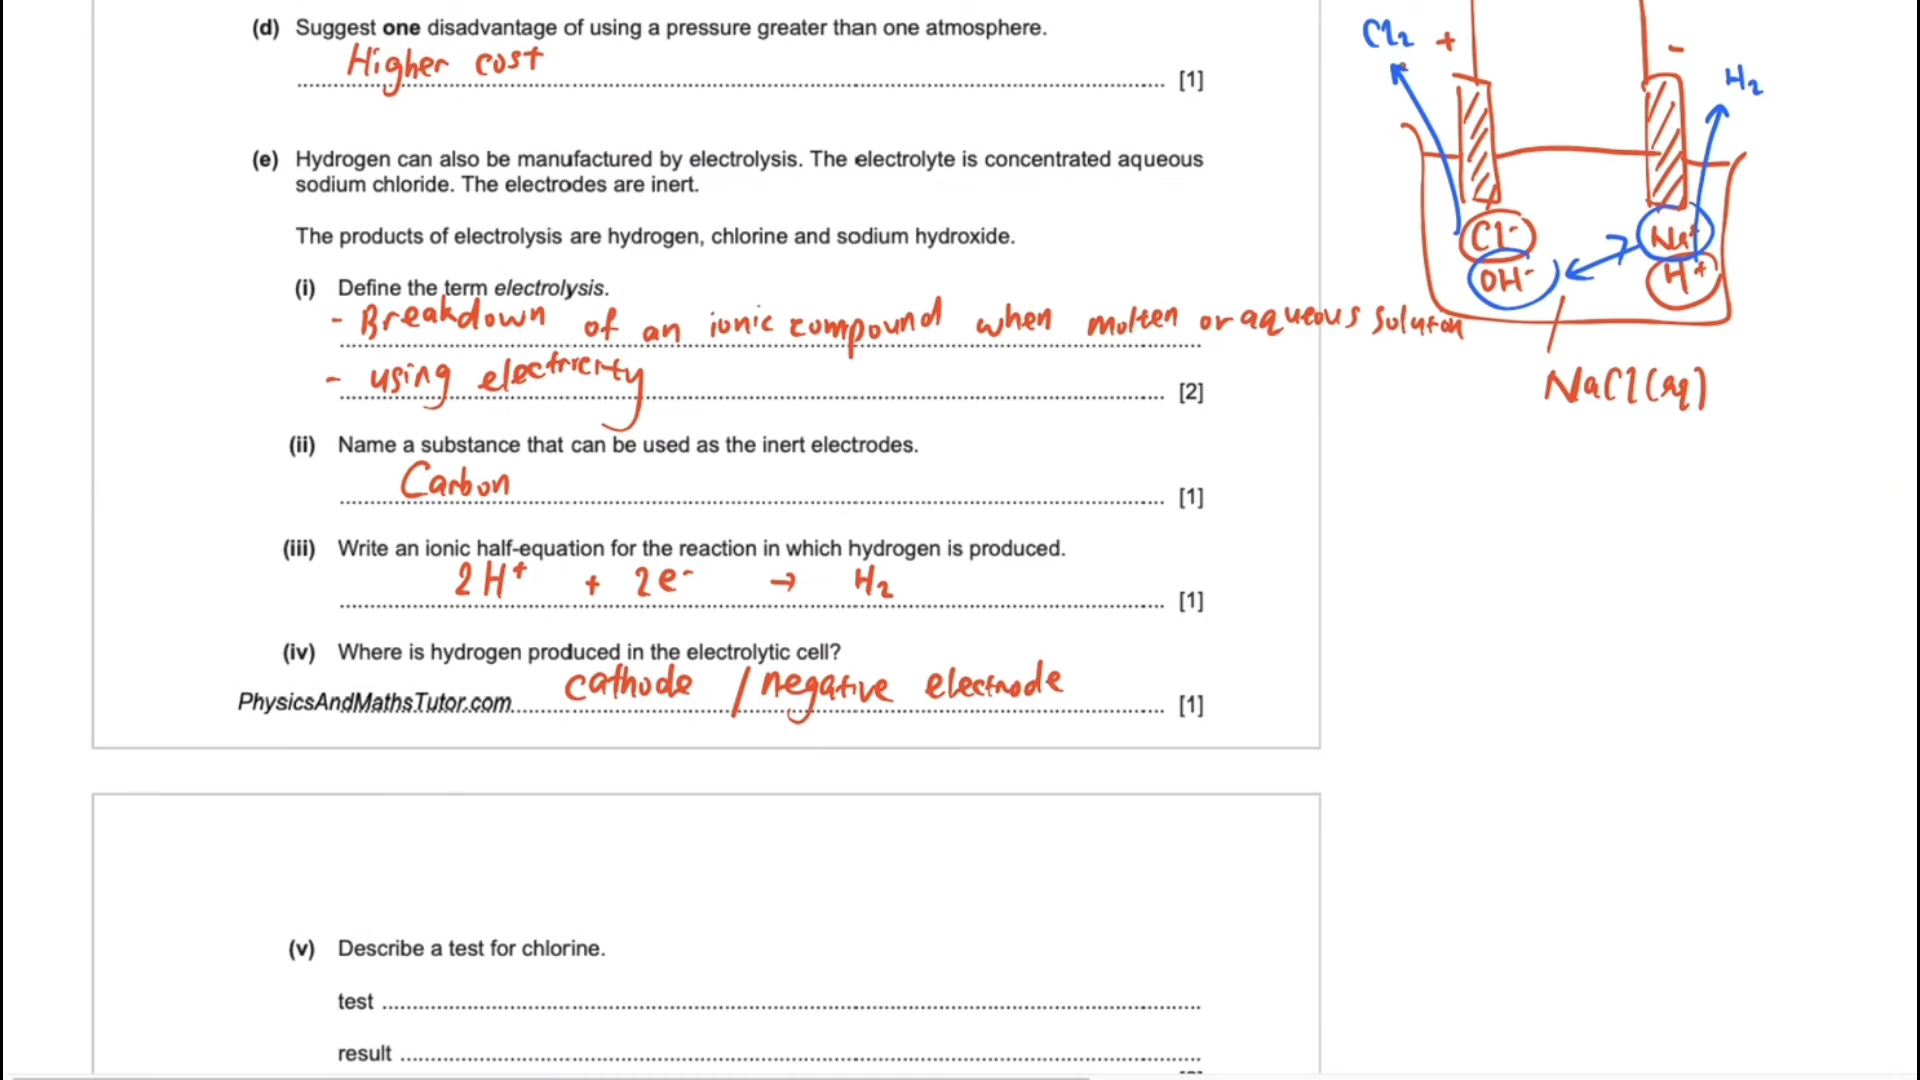 (d) Suggest one disadvantage of using a pressure greater than one atmosphere.
Higher cost
[1]
(e) Hydrogen can also be manufactured by electrolysis. The electrolyte is concentrated aqueous
sodium chloride. The electrodes are inert.
The products of electrolysis are hydrogen, chlorine and sodium hydroxide.
(i) Define the term electrolysis.
- Breakdown of an ionic compound when molten or aqueous solution
- using electricity
[2]
(ii) Name a substance that can be used as the inert electrodes.
Carbon
[1]
(iii) Write an ionic half-equation for the reaction in which hydrogen is produced.
2H⁺ + 2e⁻ → H₂
[1]
(iv) Where is hydrogen produced in the electrolytic cell?
cathode / negative electrode
PhysicsAndMathsTutor.com
[1]
(v) Describe a test for chlorine.
test
result
Cl₂ + -
H₂
Cl⁻ Na⁺
OH⁻ H⁺
NaCl(aq)